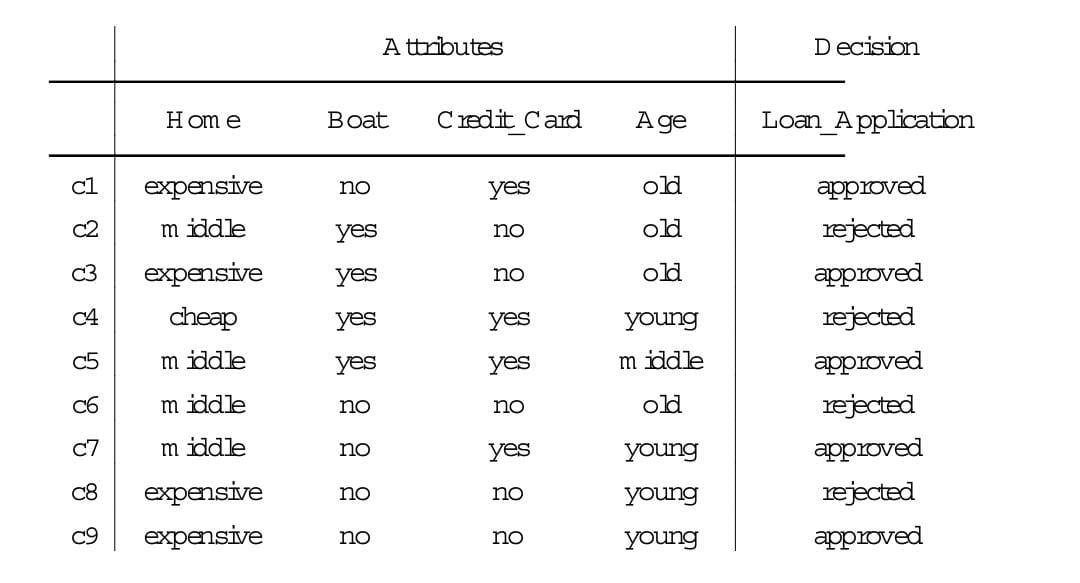 Attributes Decision
Home Boat Credit_Card Age Loan_Application
c1 expensive no yes old approved
c2 middle yes no old rejected
c3 expensive yes no old approved
c4 cheap yes yes young rejected
c5 middle yes yes middle approved
c6 middle no no old rejected
c7 middle no yes young approved
c8 expensive no no young rejected
c9 expensive no no young approved